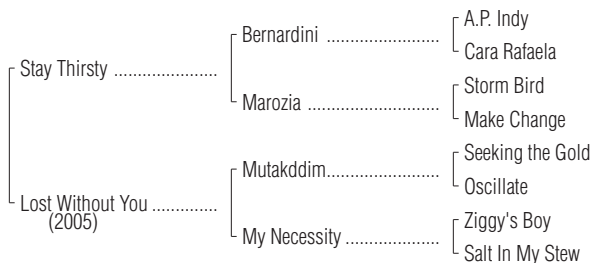 A.P. Indy
Bernardini ....................
Cara Rafaela
Stay Thirsty ....................
Storm Bird
Marozia ........................
Make Change
Seeking the Gold
Mutakddim....................
Oscillate
Lost Without You .............
(2005)
Ziggy's Boy
My Necessity .................
Salt In My Stew